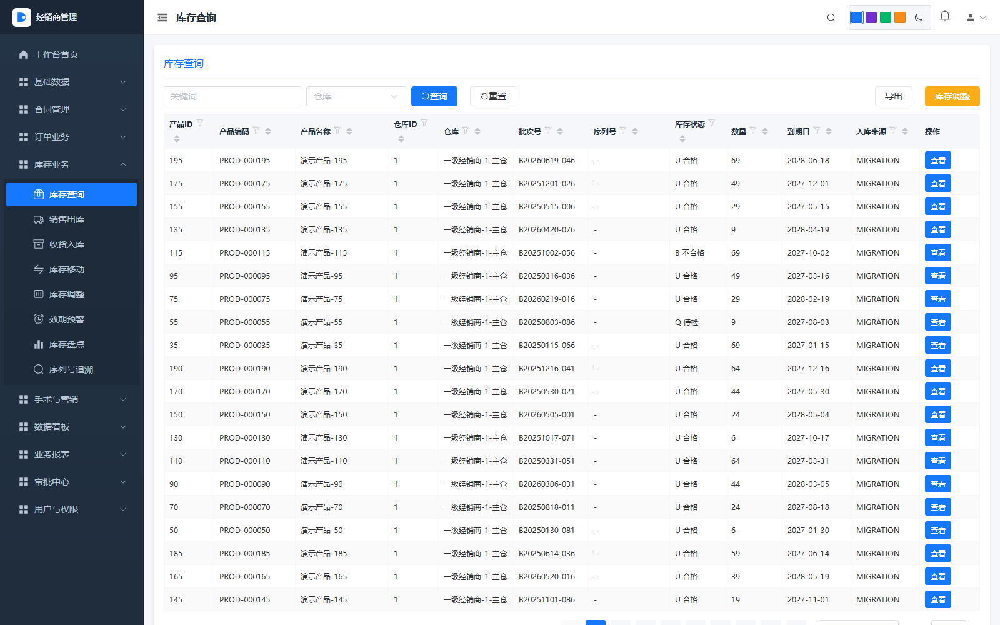 经销商管理
库存查询
工作台首页
基础数据
合同管理
订单业务
库存业务
库存查询
销售出库
收货入库
库存移动
库存调整
效期预警
库存盘点
序列号追溯
手术与营销
数据看板
业务报表
审批中心
用户与权限
库存查询
关键词 仓库 查询 重置 导出 库存调整
产品ID 产品编码 产品名称 仓库ID 仓库 批次号 序列号 库存状态 数量 到期日 入库来源 操作
195 PROD-000195 演示产品-195 1 一级经销商-1-主仓 B20260619-046 - U 合格 69 2028-06-18 MIGRATION 查看
175 PROD-000175 演示产品-175 1 一级经销商-1-主仓 B20251201-026 - U 合格 49 2027-12-01 MIGRATION 查看
155 PROD-000155 演示产品-155 1 一级经销商-1-主仓 B20250515-006 - U 合格 29 2027-05-15 MIGRATION 查看
135 PROD-000135 演示产品-135 1 一级经销商-1-主仓 B20260420-076 - U 合格 9 2028-04-19 MIGRATION 查看
115 PROD-000115 演示产品-115 1 一级经销商-1-主仓 B20251002-056 - B 不合格 69 2027-10-02 MIGRATION 查看
95 PROD-000095 演示产品-95 1 一级经销商-1-主仓 B20250316-036 - U 合格 49 2027-03-16 MIGRATION 查看
75 PROD-000075 演示产品-75 1 一级经销商-1-主仓 B20260219-016 - U 合格 29 2028-02-19 MIGRATION 查看
55 PROD-000055 演示产品-55 1 一级经销商-1-主仓 B20250803-086 - Q 待检 9 2027-08-03 MIGRATION 查看
35 PROD-000035 演示产品-35 1 一级经销商-1-主仓 B20250115-066 - U 合格 69 2027-01-15 MIGRATION 查看
190 PROD-000190 演示产品-190 1 一级经销商-1-主仓 B20251216-041 - U 合格 64 2027-12-16 MIGRATION 查看
170 PROD-000170 演示产品-170 1 一级经销商-1-主仓 B20250530-021 - U 合格 44 2027-05-30 MIGRATION 查看
150 PROD-000150 演示产品-150 1 一级经销商-1-主仓 B20260505-001 - U 合格 24 2028-05-04 MIGRATION 查看
130 PROD-000130 演示产品-130 1 一级经销商-1-主仓 B20251017-071 - U 合格 6 2027-10-17 MIGRATION 查看
110 PROD-000110 演示产品-110 1 一级经销商-1-主仓 B20250331-051 - U 合格 64 2027-03-31 MIGRATION 查看
90 PROD-000090 演示产品-90 1 一级经销商-1-主仓 B20260306-031 - U 合格 44 2028-03-05 MIGRATION 查看
70 PROD-000070 演示产品-70 1 一级经销商-1-主仓 B20250818-011 - U 合格 24 2027-08-18 MIGRATION 查看
50 PROD-000050 演示产品-50 1 一级经销商-1-主仓 B20250130-081 - U 合格 6 2027-01-30 MIGRATION 查看
185 PROD-000185 演示产品-185 1 一级经销商-1-主仓 B20250614-036 - U 合格 59 2027-06-14 MIGRATION 查看
165 PROD-000165 演示产品-165 1 一级经销商-1-主仓 B20260520-016 - U 合格 39 2028-05-19 MIGRATION 查看
145 PROD-000145 演示产品-145 1 一级经销商-1-主仓 B20251101-086 - U 合格 19 2027-11-01 MIGRATION 查看